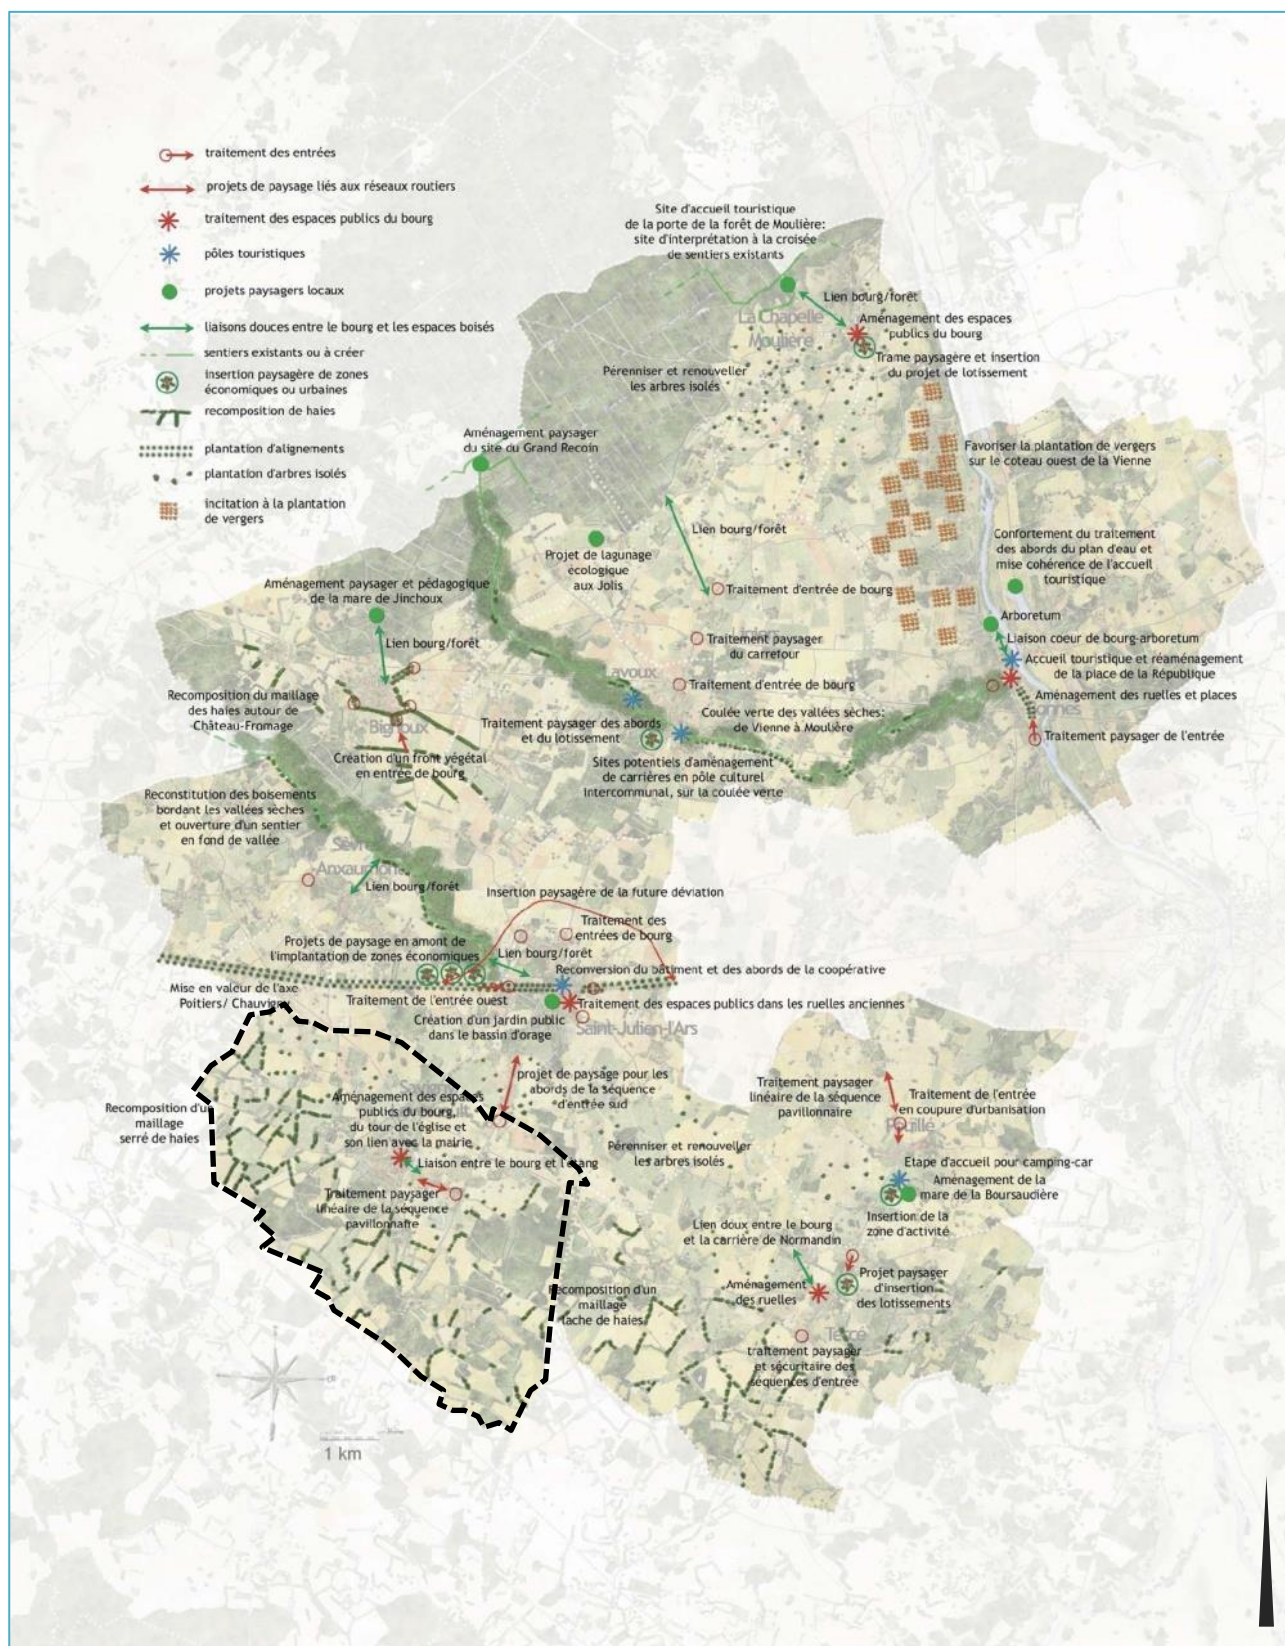 traitement des entrées
projets de paysage liés aux réseaux routiers
traitement des espaces publics du bourg
pôles touristiques
projets paysagers locaux
liaisons douces entre le bourg et les espaces boisés
sentiers existants ou à créer
insertion paysagère de zones
économiques ou urbaines
recomposition de haies
plantation d'alignements
plantation d'arbres isolés
incitation à la plantation
de vergers
Site d'accueil touristique
de la porte de la forêt de Moulière:
site d'interprétation à la croisée
de sentiers existants
Lien bourg/forêt
La Chapelle
Moulière
Aménagement des espaces
publics du bourg
Trame paysagère et insertion
du projet de lotissement
Pérenniser et renouveller
les arbres isolés
Aménagement paysager
du site du Grand Recoin
Favoriser la plantation de vergers
sur le coteau ouest de la Vienne
Lien bourg/forêt
Projet de lagunage
écologique
aux Jolis
Confortement du traitement
des abords du plan d'eau et
mise cohérence de l'accueil
touristique
Aménagement paysager et pédagogique
de la mare de Jinchoux
Traitement d'entrée de bourg
Arboretum
Lien bourg/forêt
Traitement paysager
du carrefour
Liaison coeur de bourg-arboretum
Accueil touristique et réaménagement
de la place de la République
Traitement d'entrée de bourg
Recomposition du maillage
des haies autour de
Château-Fromage
Aménagement des ruelles et places
Bignoux
Traitement paysager des abords
et du lotissement
Coulée verte des vallées sèches:
de Vienne à Moulière
Traitement paysager de l'entrée
Création d'un front végétal
en entrée de bourg
Sites potentiels d'aménagement
de carrières en pôle culturel
Intercommunal, sur la coulée verte
Reconstitution des boisements
bordant les vallées sèches
et ouverture d'un sentier
en fond de vallée
Anxaumont
Lien bourg/forêt
Insertion paysagère de la future déviation
Traitement des
entrées de bourg
Projets de paysage en amont de
l'implantation de zones économiques
Lien bourg/forêt
Reconversion du bâtiment et des abords de la coopérative
Mise en valeur de l'axe
Poitiers/ Chauvigny
Traitement de l'entrée ouest
Traitement des espaces publics dans les ruelles anciennes
Création d'un jardin public
dans le bassin d'orage
Saint-Julien-l'Ars
projet de paysage pour les
abords de la séquence
d'entrée sud
Traitement paysager
linéaire de la séquence
pavillonnaire
Traitement de l'entrée
en coupure d'urbanisation
Pouillé
Aménagement des espaces
publics du bourg,
du tour de l'église et
son lien avec la mairie
Recomposition d'un
maillage
serré de haies
Pérenniser et renouveller
les arbres isolés
Liaison entre le bourg et l'étang
Etape d'accueil pour camping-car
Aménagement de la
mare de la Boursaudière
Traitement paysager
linéaire de la séquence
pavillonnaire
Insertion de la
zone d'activité
Lien doux entre le bourg
et la carrière de Normandin
Recomposition d'un
maillage
lache de haies
Aménagement
des ruelles
Projet paysager
d'insertion
des lotissements
Tercé
traitement paysager
et sécuritaire des
séquences d'entrée
1 km